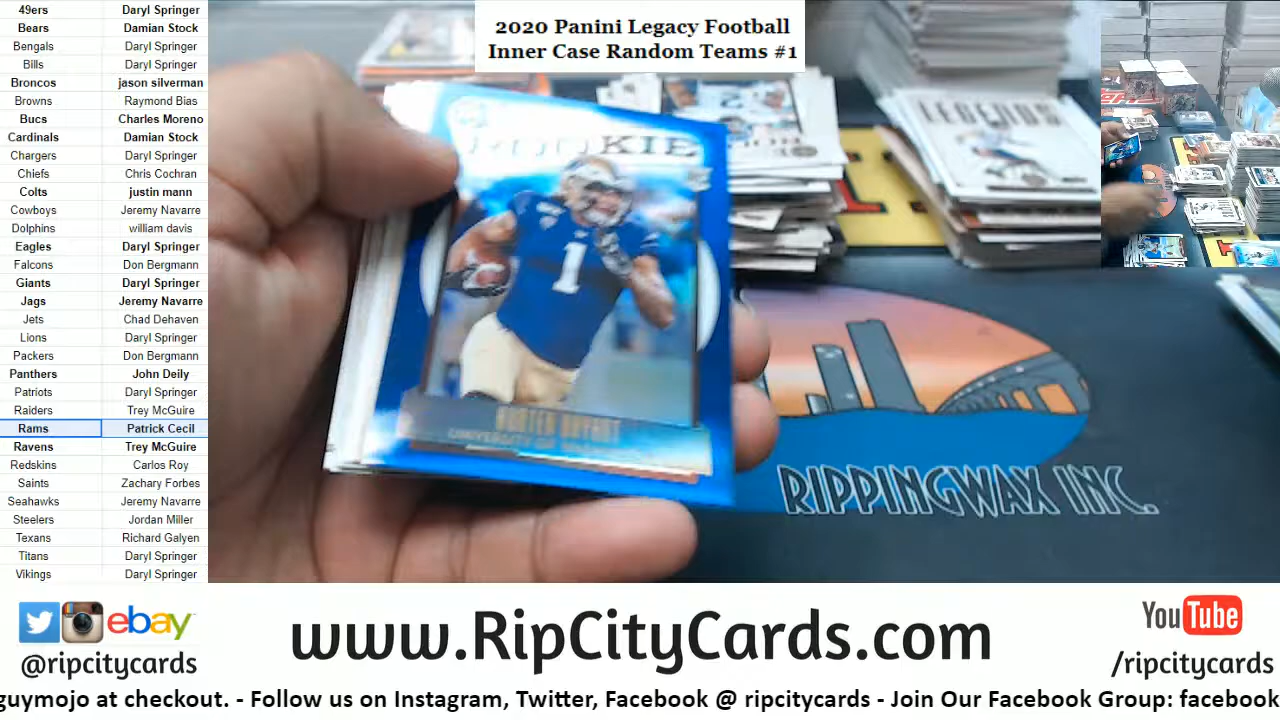 49ers Daryl Springer
Bears Damian Stock
Bengals Daryl Springer
Bills Daryl Springer
Broncos jason silverman
Browns Raymond Bias
Bucs Charles Moreno
Cardinals Damian Stock
Chargers Daryl Springer
Chiefs Chris Cochran
Colts justin mann
Cowboys Jeremy Navarre
Dolphins william davis
Eagles Daryl Springer
Falcons Don Bergmann
Giants Daryl Springer
Jags Jeremy Navarre
Jets Chad Dehaven
Lions Daryl Springer
Packers Don Bergmann
Panthers John Deily
Patriots Daryl Springer
Raiders Trey McGuire
Rams Patrick Cecil
Ravens Trey McGuire
Redskins Carlos Roy
Saints Zachary Forbes
Seahawks Jeremy Navarre
Steelers Jordan Miller
Texans Richard Galyen
Titans Daryl Springer
Vikings Daryl Springer
2020 Panini Legacy Football
Inner Case Random Teams #1
ROOKIE
1
HUNTER BRYANT
UNIVERSITY OF
LEGENDS
RIPPINGWAX INC.
ebay
@ripcitycards
www.RipCityCards.com
YouTube
/ripcitycards
guymojo at checkout. - Follow us on Instagram, Twitter, Facebook @ ripcitycards - Join Our Facebook Group: facebook